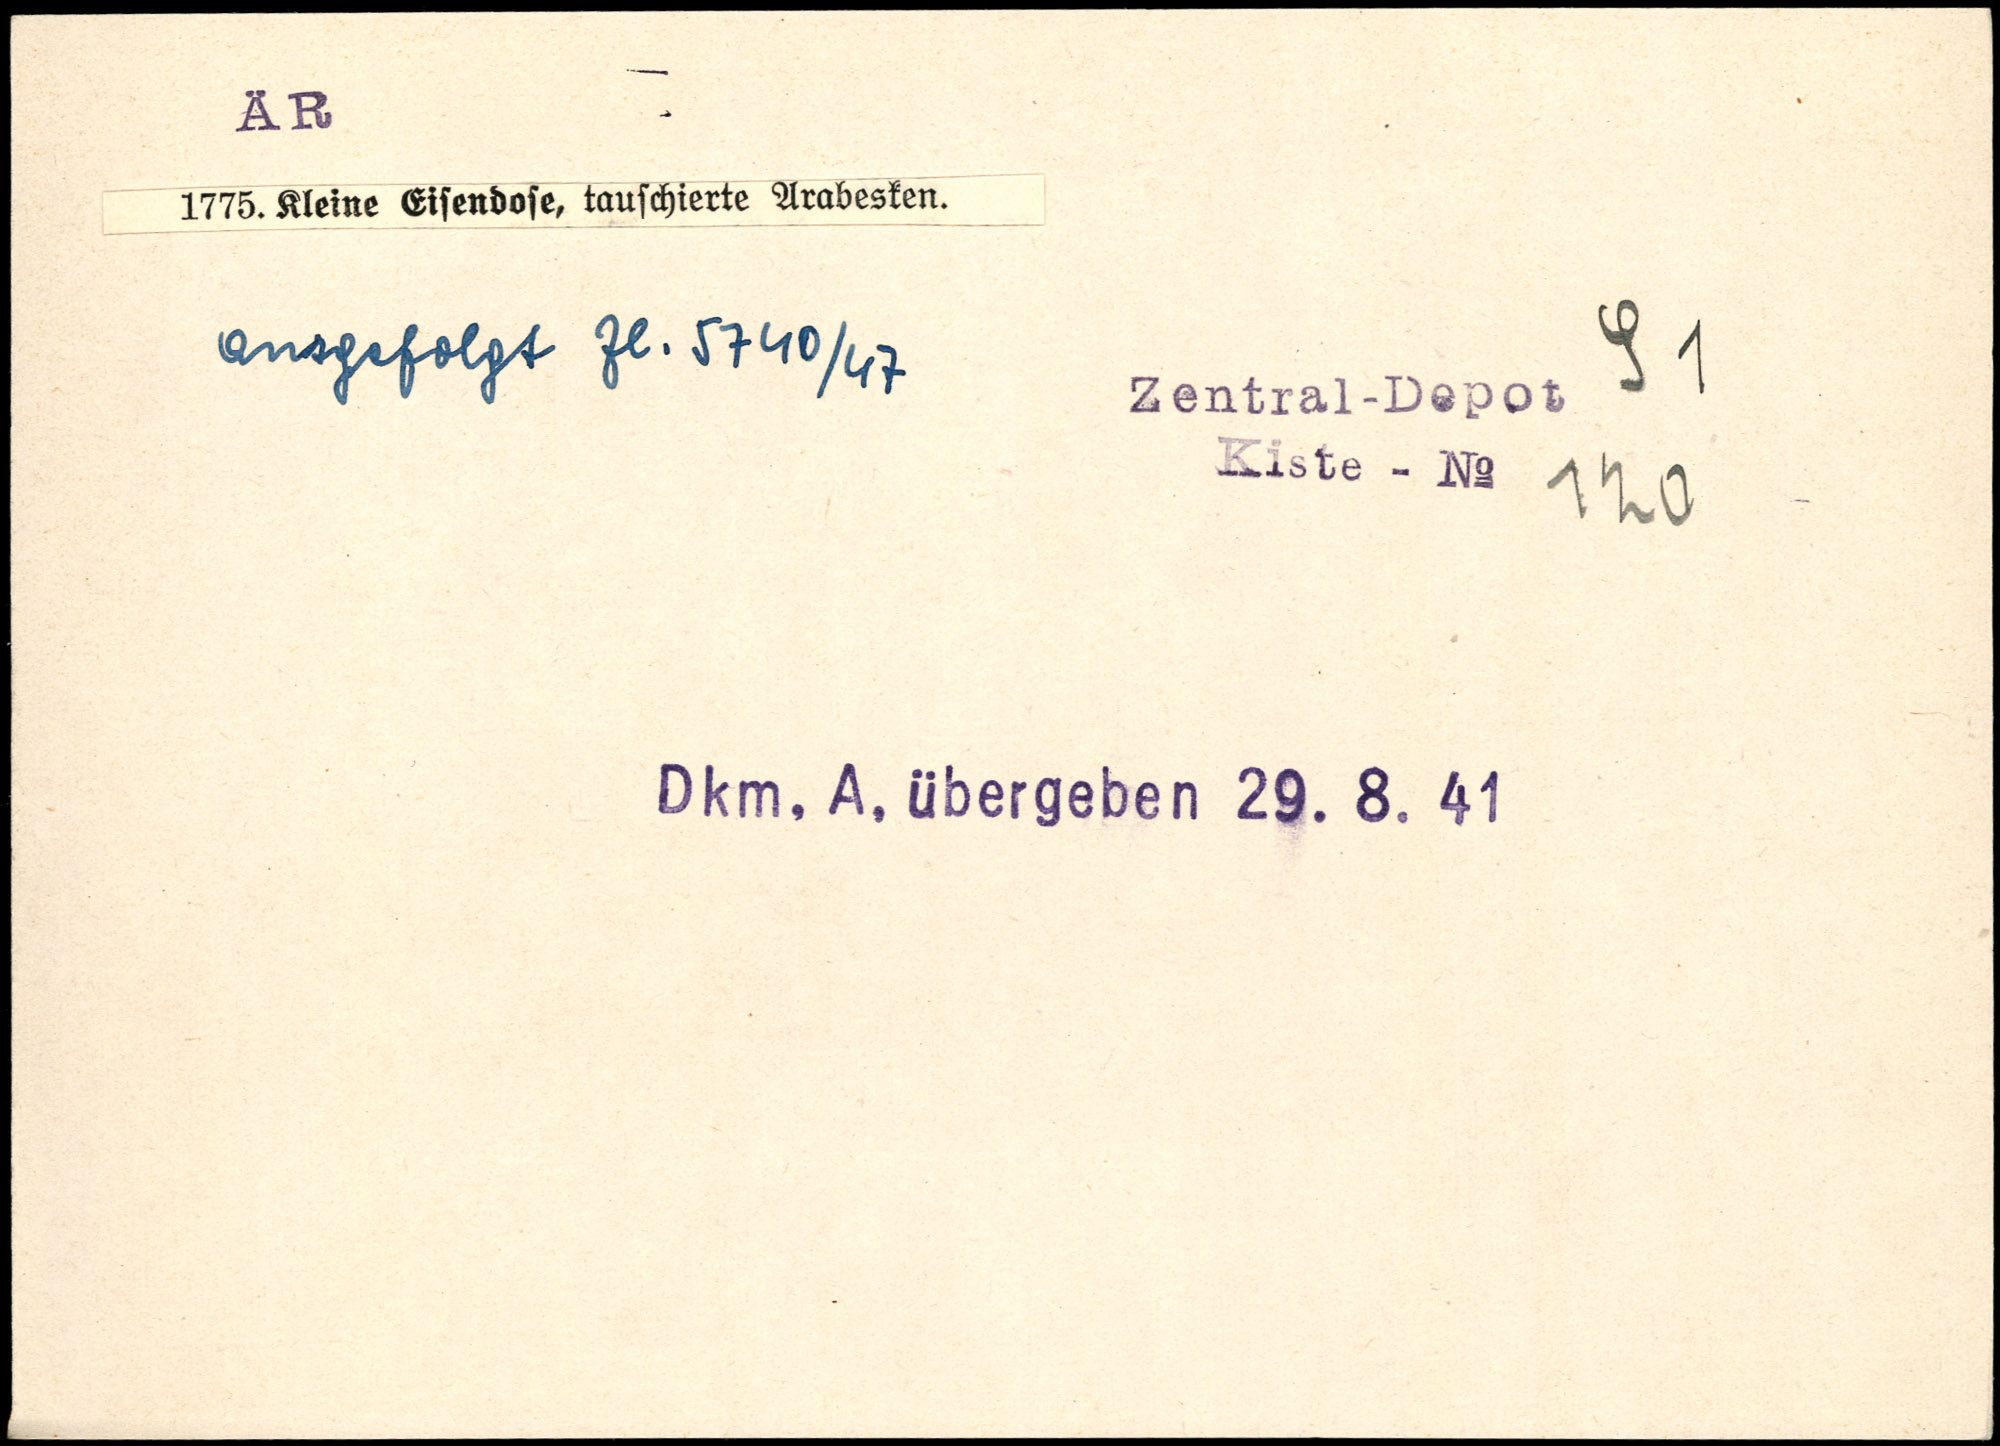 ÄR
1775. Kleine Eisendose, tauschierte Arabesken.
ausgefolgt Zl. 5740/47
S 1
Zentral-Depot
Kiste - № 120
Dkm. A. übergeben 29. 8. 41